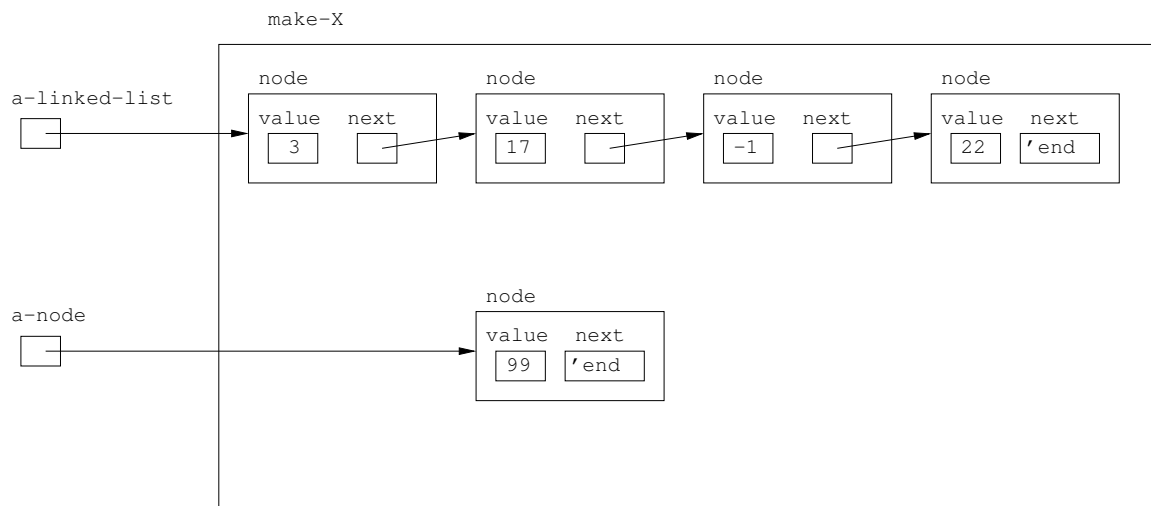 make-X
node node node node
a-linked-list
value next value next value next value next
3 17 -1 22 'end
node
a-node
value next
99 'end